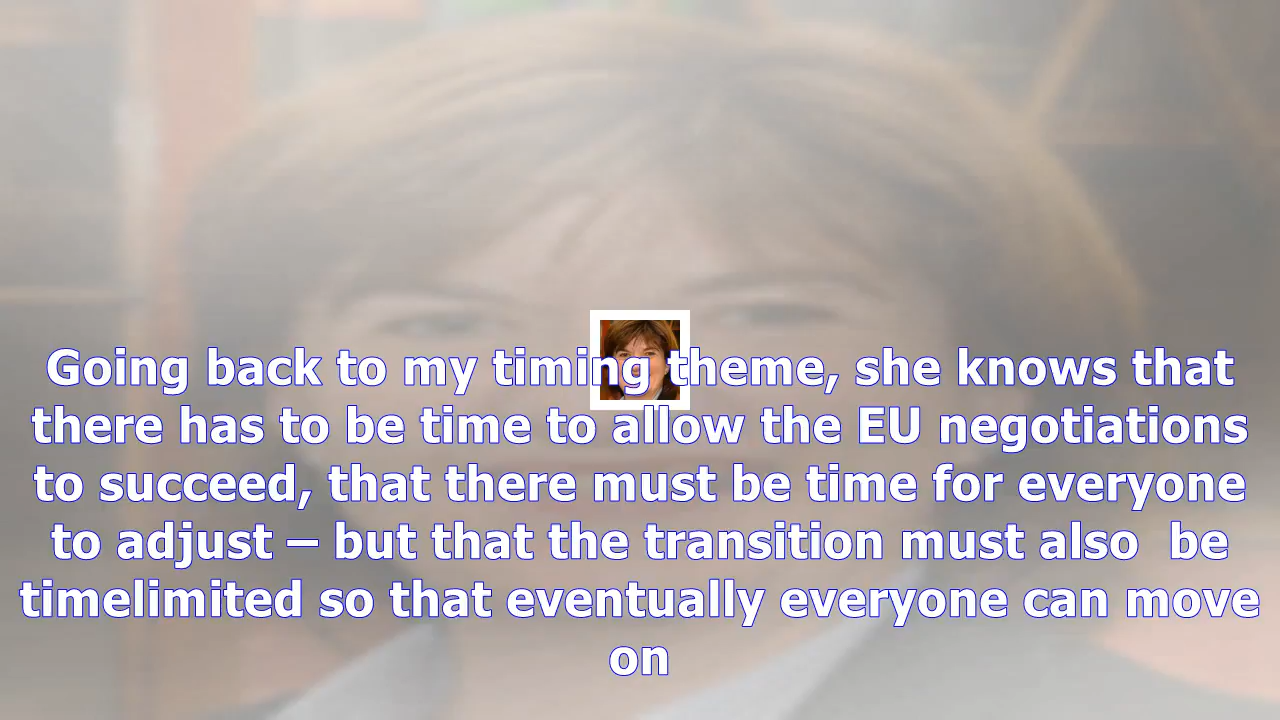 Going back to my timing theme, she knows that
there has to be time to allow the EU negotiations
to succeed, that there must be time for everyone
to adjust – but that the transition must also  be
timelimited so that eventually everyone can move
on